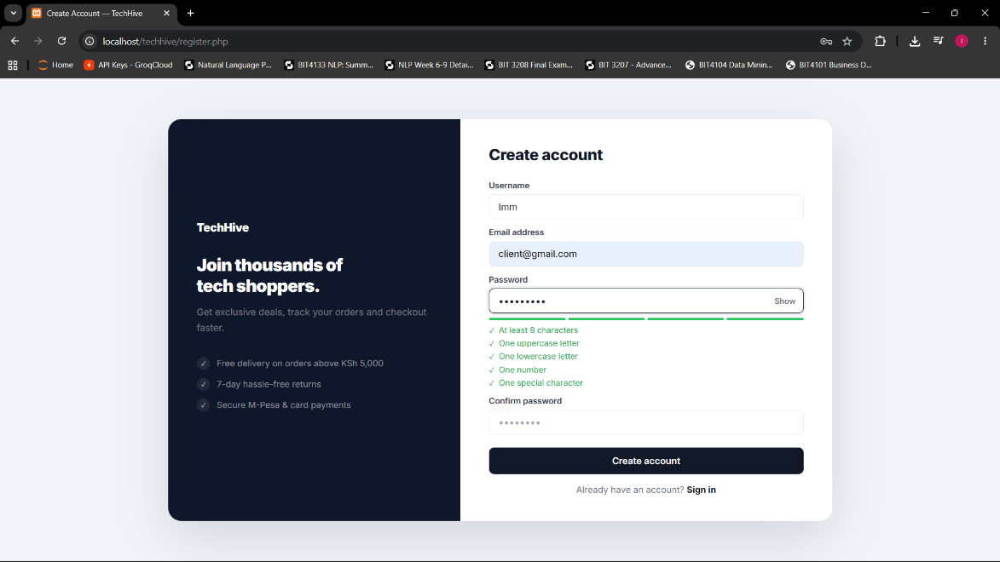 Create Account — TechHive
localhost/techhive/register.php
Home
API Keys - GroqCloud
Natural Language P...
BIT4133 NLP: Summ...
NLP Week 6-9 Detai...
BIT 3208 Final Exam...
BIT 3207 - Advance...
BIT4104 Data Minin...
BIT4101 Business D...
I
TechHive
Join thousands of
tech shoppers.
Get exclusive deals, track your orders and checkout
faster.
✓ Free delivery on orders above KSh 5,000
✓ 7-day hassle-free returns
✓ Secure M-Pesa & card payments
Create account
Username
Imm
Email address
client@gmail.com
Password
••••••••• Show
✓ At least 8 characters
✓ One uppercase letter
✓ One lowercase letter
✓ One number
✓ One special character
Confirm password
••••••••
Create account
Already have an account? Sign in